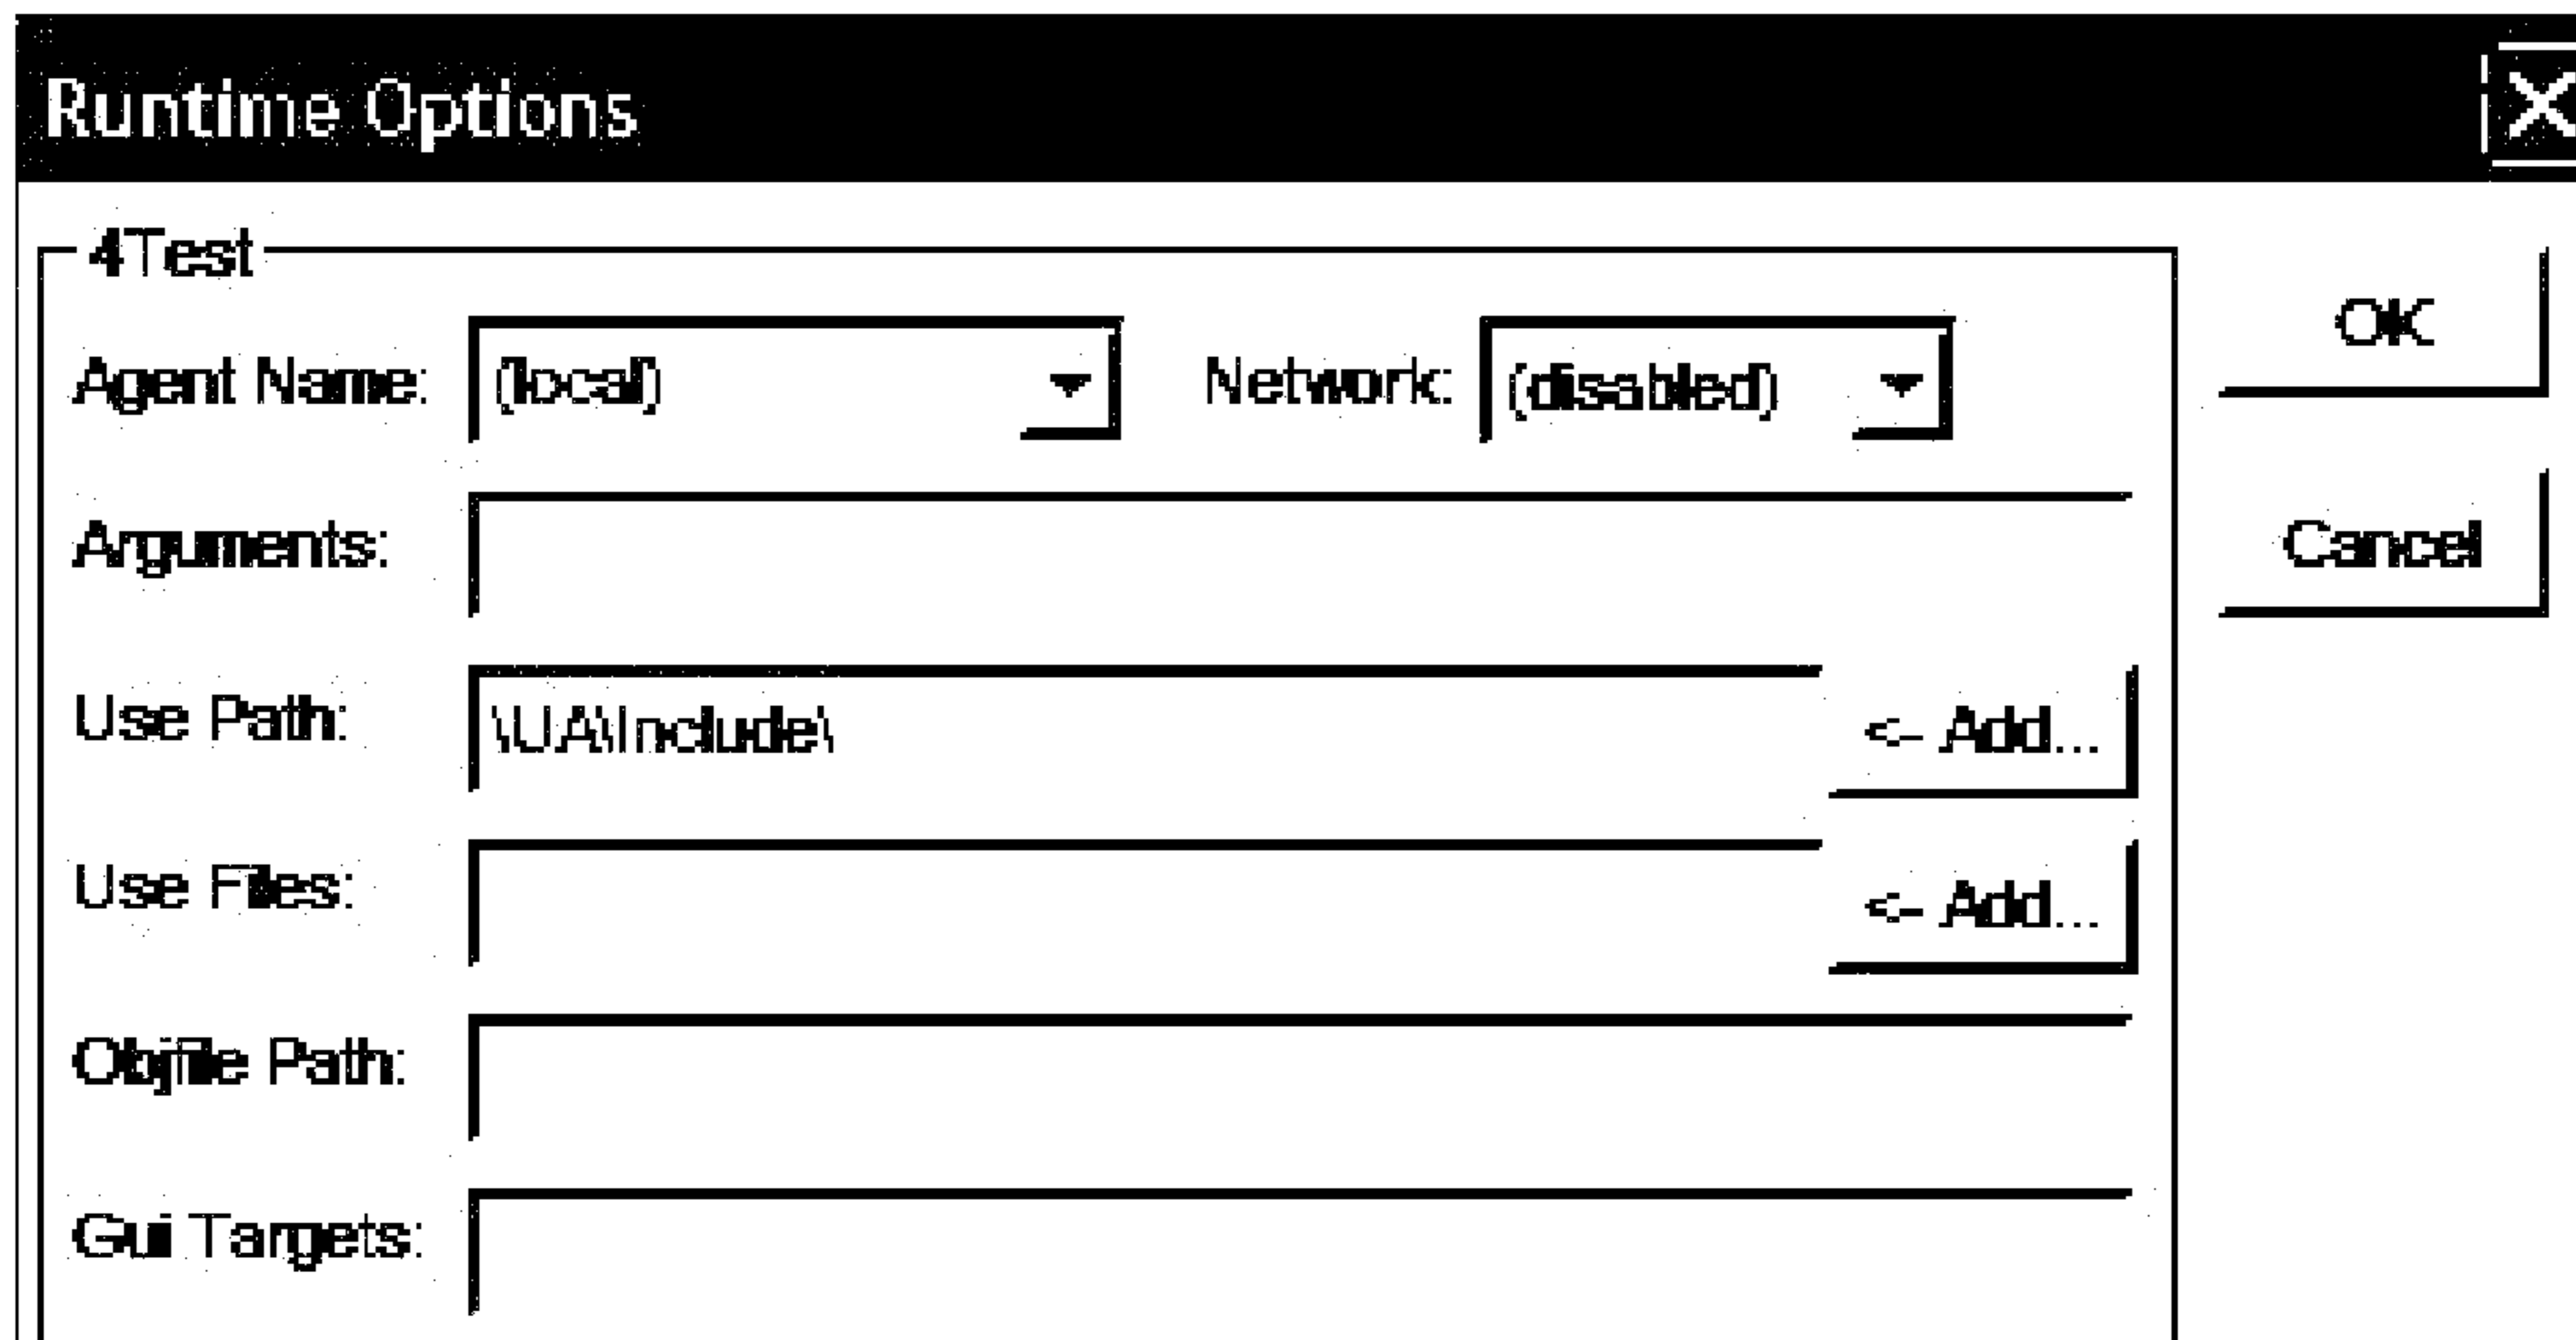 Runtime Options
4Test
Agent Name: (local) Network: (disabled) OK
Arguments: Cancel
Use Path: \UA\Include\ <- Add...
Use Files: <- Add...
Objfile Path:
Gui Targets: